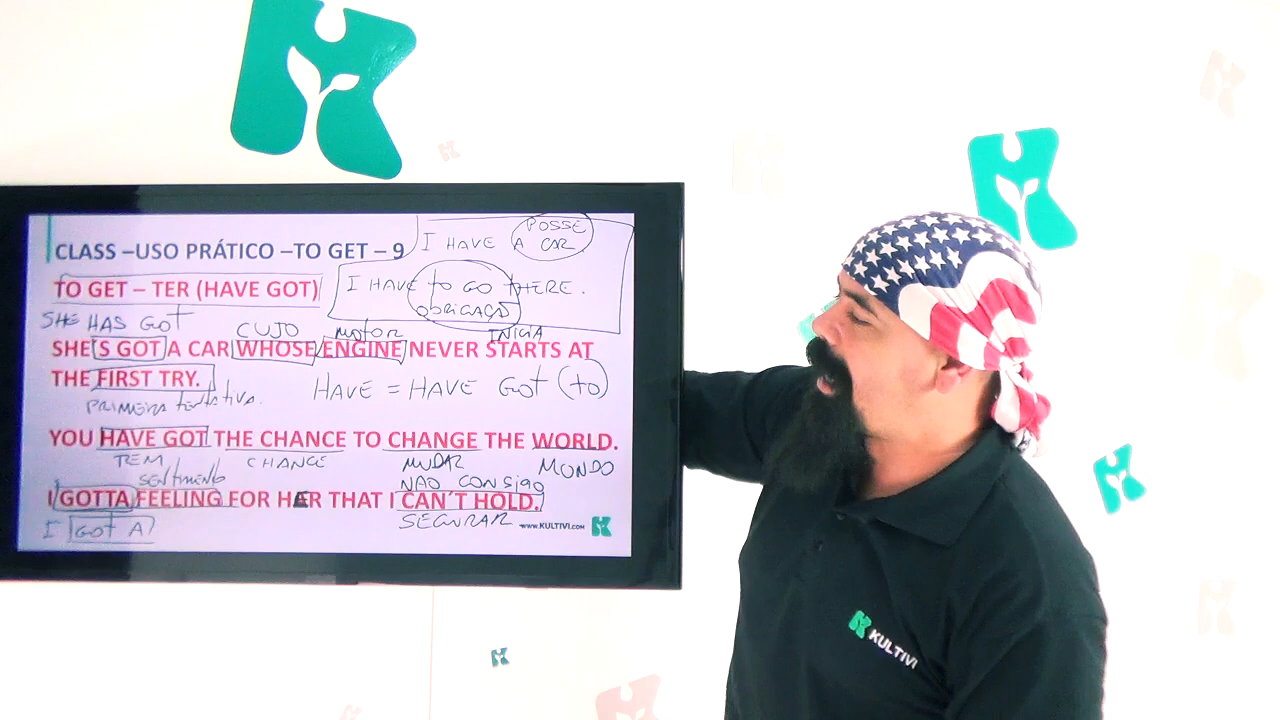 CLASS –USO PRÁTICO –TO GET – 9
I HAVE A CAR
POSSE
TO GET – TER (HAVE GOT)
I HAVE to GO tHERE.
OBRIGAÇÃO
SHE HAS GOT
CUJO
MOTOR
INICIA
SHE'S GOT A CAR WHOSE ENGINE NEVER STARTS AT
THE FIRST TRY.
HAVE = HAVE GOT (to)
PRIMEIRA tENtAtIVA.
YOU HAVE GOT THE CHANCE TO CHANGE THE WORLD.
TEM
CHANCE
MUDAR
MUNDO
SENtIMENtO
NÃO CONSIGO
I GOTTA FEELING FOR HER THAT I CAN´T HOLD.
I GOT A
SEGURAR
www.KULTIVI.COM
KULTIVI